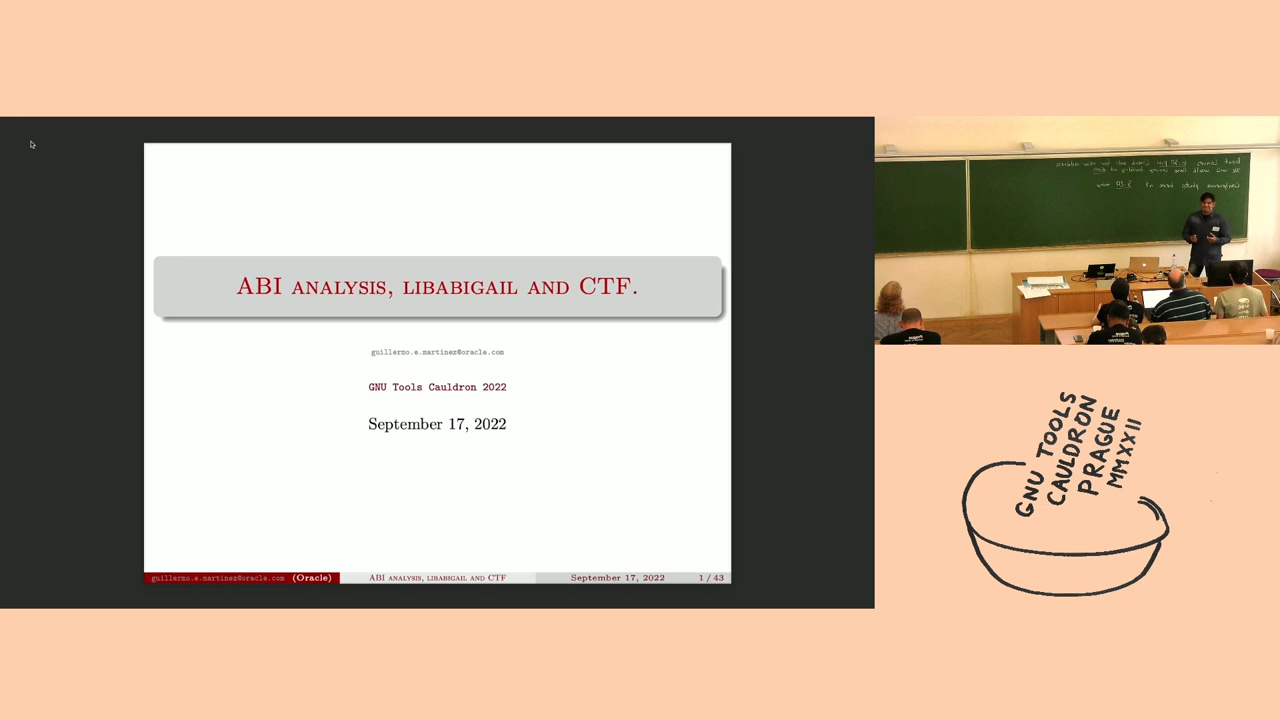 ABI ANALYSIS, LIBABIGAIL AND CTF.
guillermo.e.martinez@oracle.com
GNU Tools Cauldron 2022
September 17, 2022
guillermo.e.martinez@oracle.com (Oracle)
ABI ANALYSIS, LIBABIGAIL AND CTF
September 17, 2022
1 / 43
GNU TOOLS
CAULDRON
PRAGUE
MMXXII